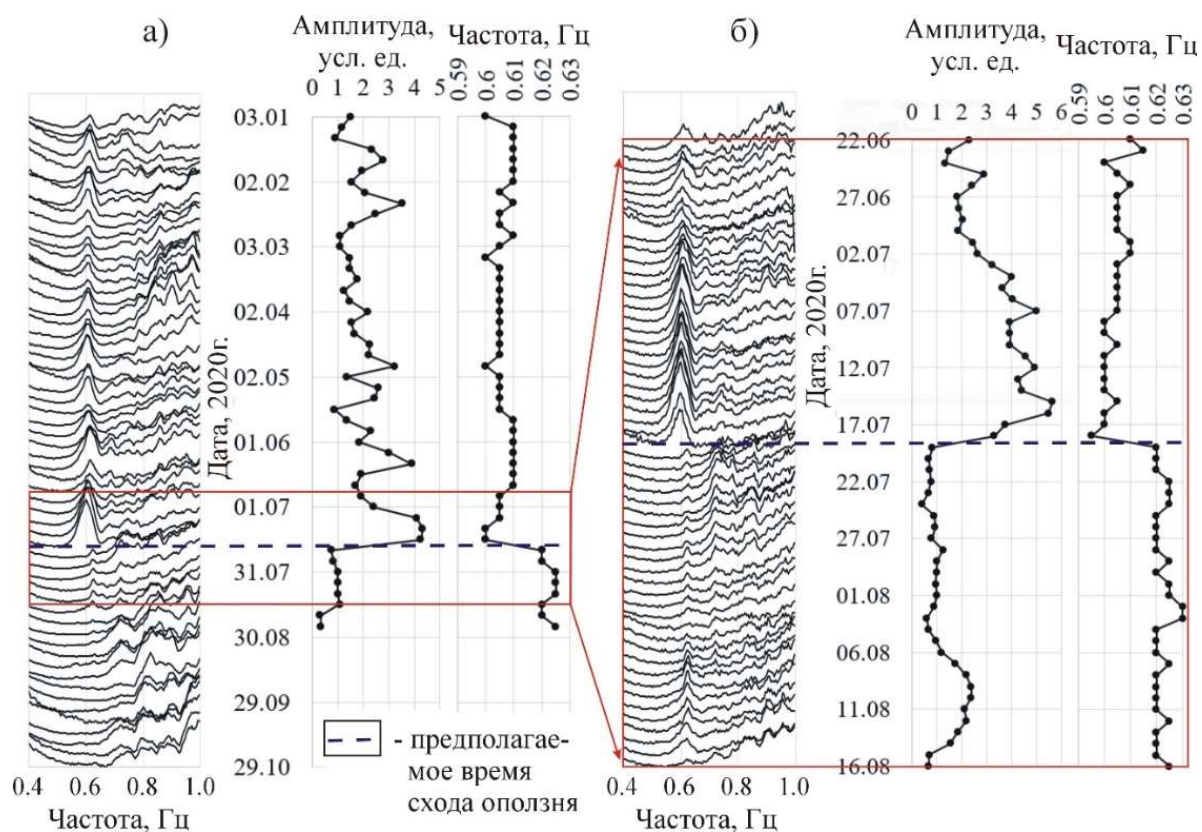 а)
Амплитуда,
усл. ед.
0 1 2 3 4 5
Частота, Гц
0.59 0.6 0.61 0.62 0.63
Дата, 2020г.
03.01
02.02
03.03
02.04
02.05
01.06
01.07
31.07
30.08
29.09
29.10
0.4 0.6 0.8 1.0
Частота, Гц
- предполагае-
мое время
схода оползня
б)
Амплитуда,
усл. ед.
0 1 2 3 4 5 6
Частота, Гц
0.59 0.6 0.61 0.62 0.63
Дата, 2020г.
22.06
27.06
02.07
07.07
12.07
17.07
22.07
27.07
01.08
06.08
11.08
16.08
0.4 0.6 0.8 1.0
Частота, Гц